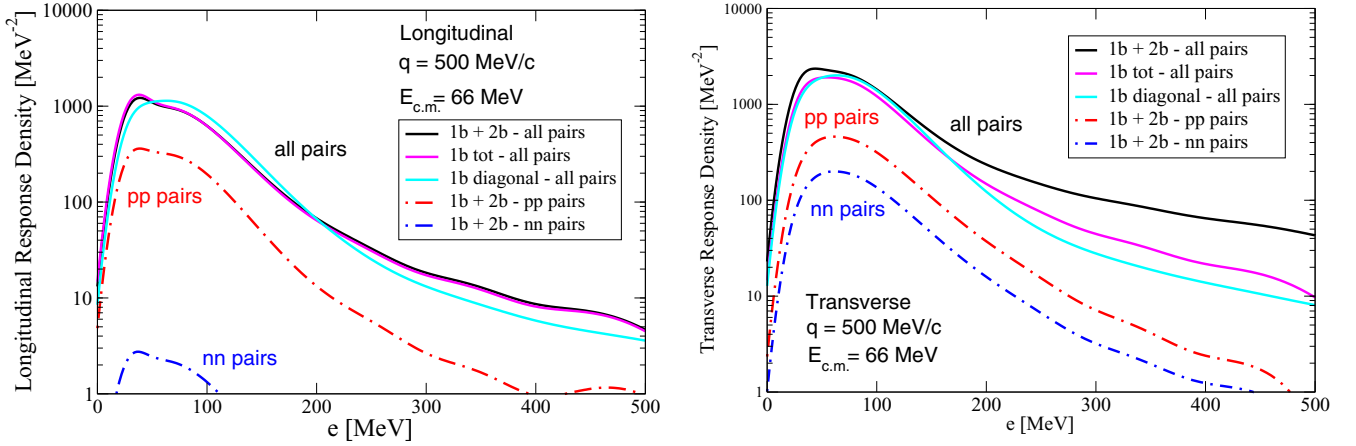 Longitudinal Response Density [MeV-2]
10000
1000
100
10
1
Longitudinal
q = 500 MeV/c
Ec.m.= 66 MeV
1b + 2b - all pairs
1b tot - all pairs
1b diagonal - all pairs
1b + 2b - pp pairs
1b + 2b - nn pairs
all pairs
pp pairs
nn pairs
0 100 200 300 400 500
e [MeV]
Transverse Response Density [MeV-2]
10000
1000
100
10
1
1b + 2b - all pairs
1b tot - all pairs
1b diagonal - all pairs
1b + 2b - pp pairs
1b + 2b - nn pairs
pp pairs
all pairs
nn pairs
Transverse
q = 500 MeV/c
Ec.m.= 66 MeV
0 100 200 300 400 500
e [MeV]